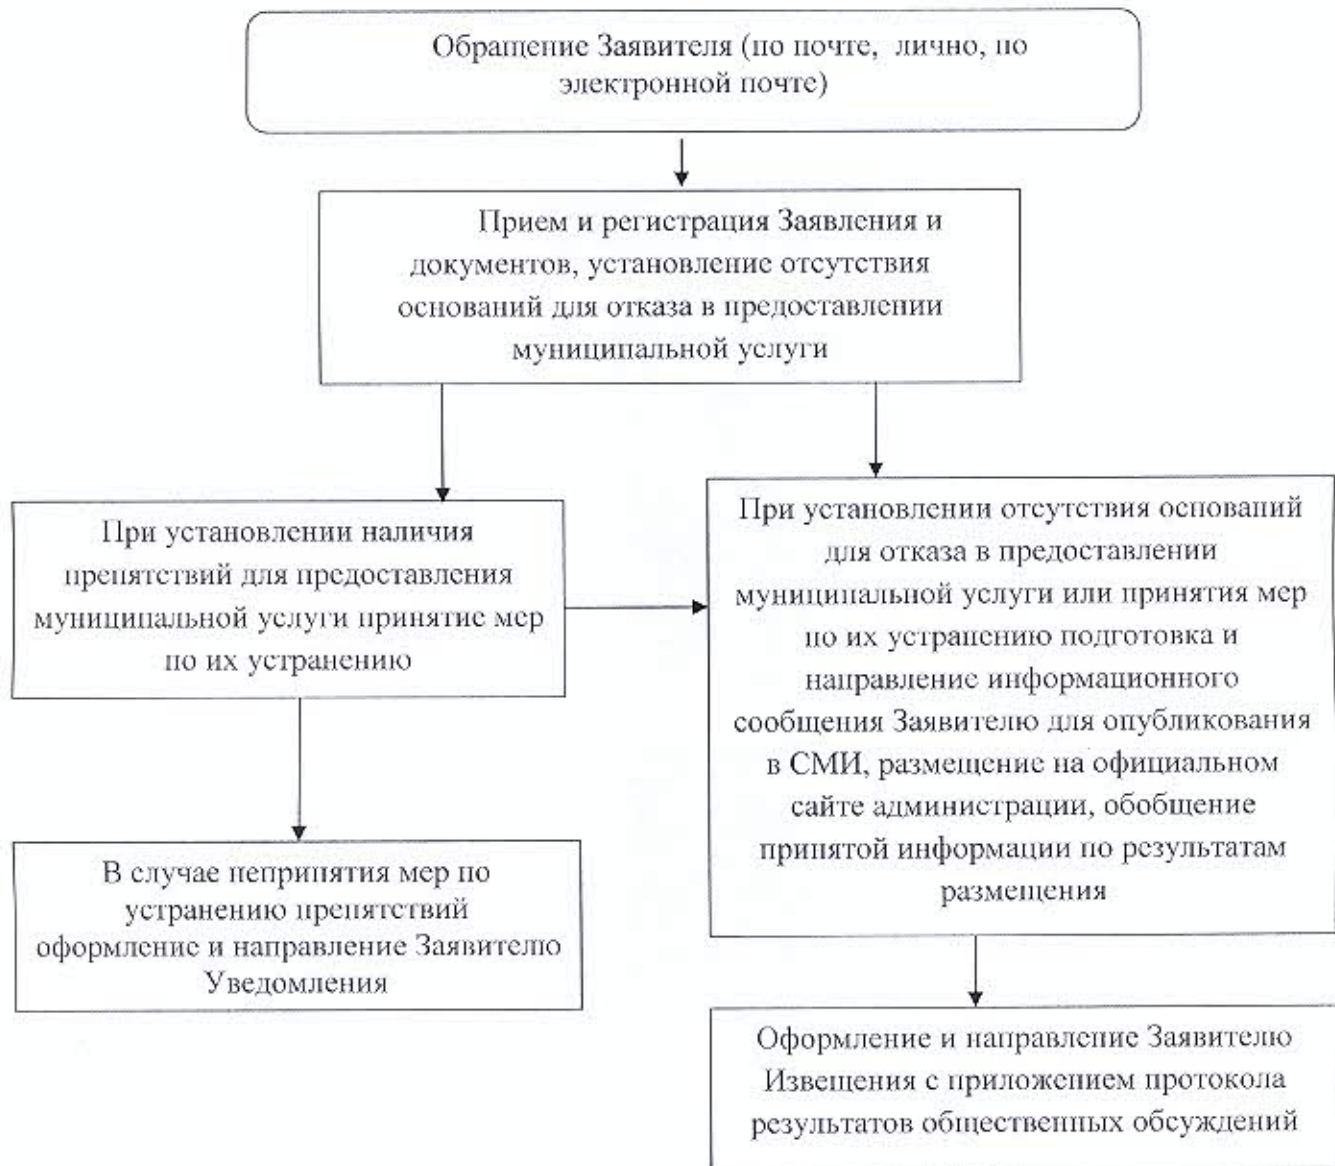 Обращение Заявителя (по почте, лично, по
электронной почте)
Прием и регистрация Заявления и
документов, установление отсутствия
оснований для отказа в предоставлении
муниципальной услуги
При установлении наличия
препятствий для предоставления
муниципальной услуги принятие мер
по их устранению
При установлении отсутствия оснований
для отказа в предоставлении
муниципальной услуги или принятия мер
по их устранению подготовка и
направление информационного
сообщения Заявителю для опубликования
в СМИ, размещение на официальном
сайте администрации, обобщение
принятой информации по результатам
размещения
В случае непринятия мер по
устранению препятствий
оформление и направление Заявителю
Уведомления
Оформление и направление Заявителю
Извещения с приложением протокола
результатов общественных обсуждений